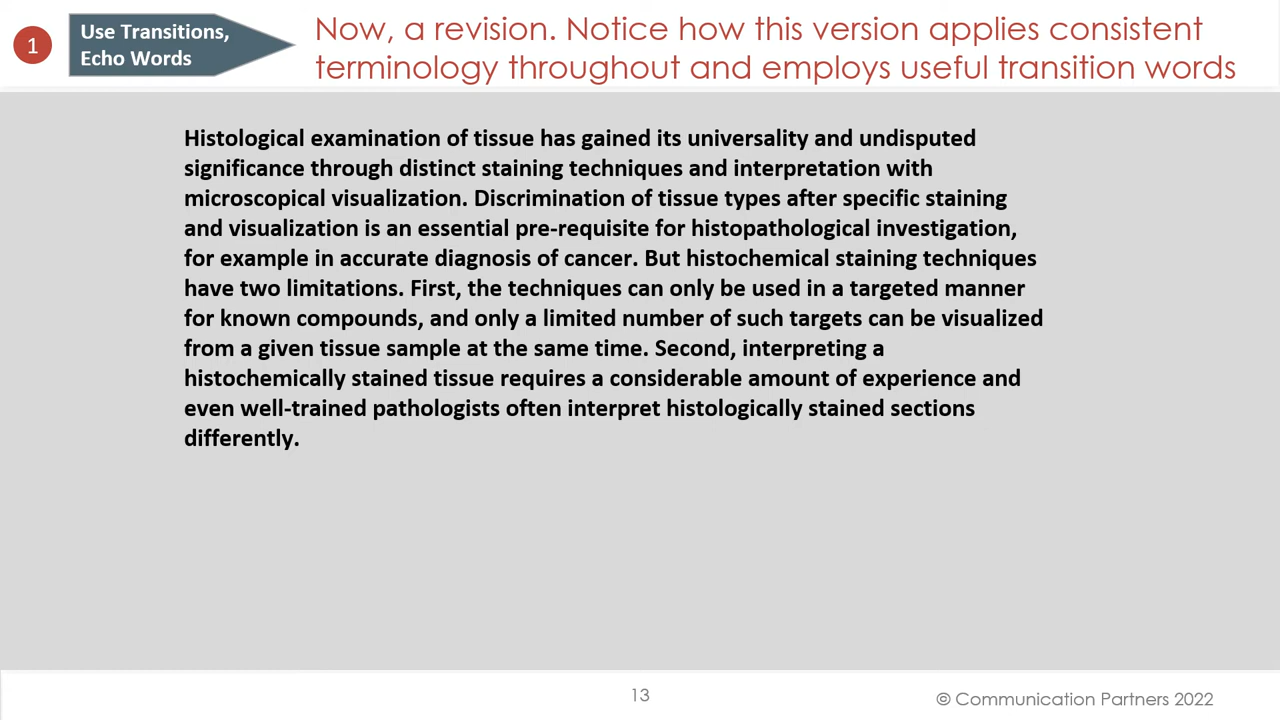 1
Use Transitions,
Echo Words
Now, a revision. Notice how this version applies consistent
terminology throughout and employs useful transition words
Histological examination of tissue has gained its universality and undisputed
significance through distinct staining techniques and interpretation with
microscopical visualization. Discrimination of tissue types after specific staining
and visualization is an essential pre-requisite for histopathological investigation,
for example in accurate diagnosis of cancer. But histochemical staining techniques
have two limitations. First, the techniques can only be used in a targeted manner
for known compounds, and only a limited number of such targets can be visualized
from a given tissue sample at the same time. Second, interpreting a
histochemically stained tissue requires a considerable amount of experience and
even well-trained pathologists often interpret histologically stained sections
differently.
13
© Communication Partners 2022